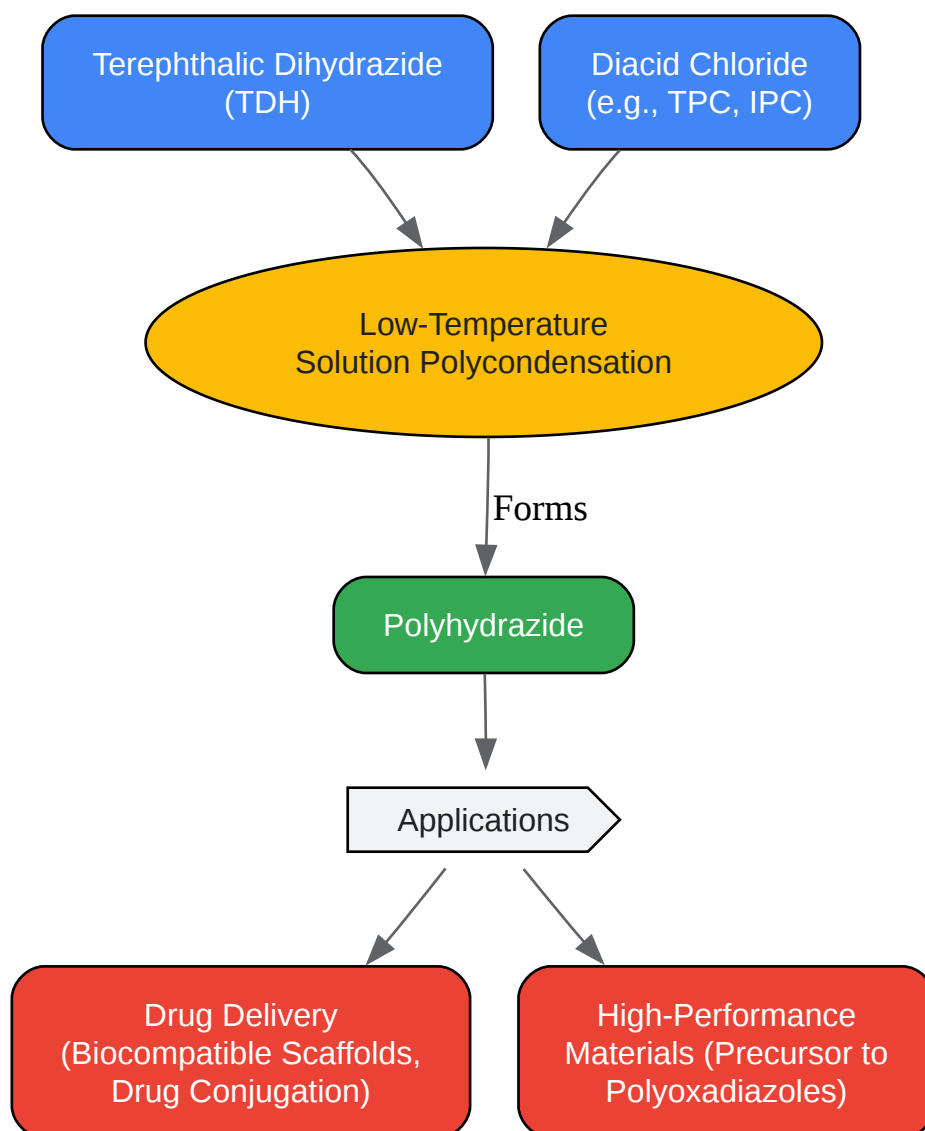 Terephthalic Dihydrazide
(TDH)
Diacid Chloride
(e.g., TPC, IPC)
Low-Temperature
Solution Polycondensation
Forms
Polyhydrazide
Applications
Drug Delivery
(Biocompatible Scaffolds,
Drug Conjugation)
High-Performance
Materials (Precursor to
Polyoxadiazoles)